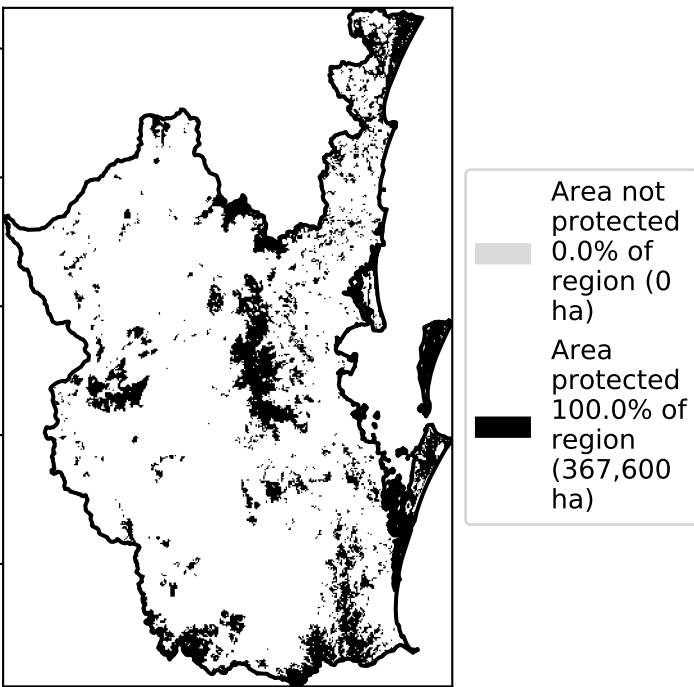 Area not
protected
0.0% of
region (0
ha)
Area
protected
100.0% of
region
(367,600
ha)